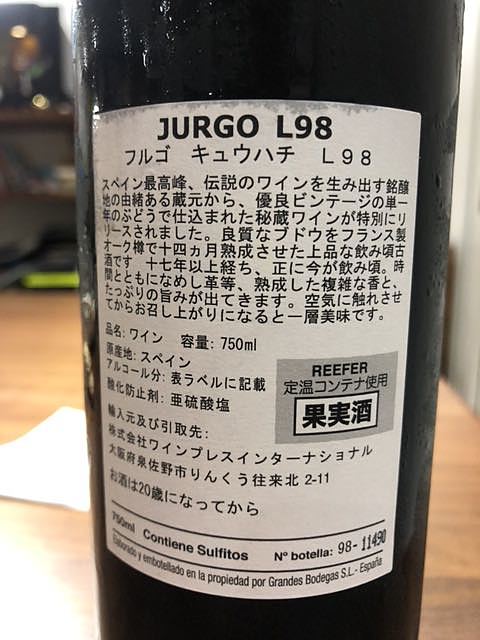 JURGO L98
フルゴ キュウハチ L98
スペイン最高峰、伝説のワインを生み出す銘醸
地の由緒ある蔵元から、優良ビンテージの単一
年のぶどうで仕込まれた秘蔵ワインが特別にリ
リースされました。良質なブドウをフランス製
オーク樽で十四ヵ月熟成させた上品な飲み頃古
酒です 十七年以上経ち、正に今が飲み頃。時
間とともになめし革等、熟成した複雑な香と、
たっぷりの旨みが出てきます。空気に触れさせ
てからお召し上がりになると一層美味です。
品名: ワイン 容量: 750ml
原産地: スペイン
アルコール分: 表ラベルに記載
酸化防止剤: 亜硫酸塩
REEFER
定温コンテナ使用
果実酒
輸入元及び引取先:
株式会社ワインプレスインターナショナル
大阪府泉佐野市りんくう往来北 2-11
お酒は20歳になってから
750ml Contiene Sulfitos Nº botella: 98-11490
Elaborado y embotellado en la propiedad por Grandes Bodegas S.L.- España